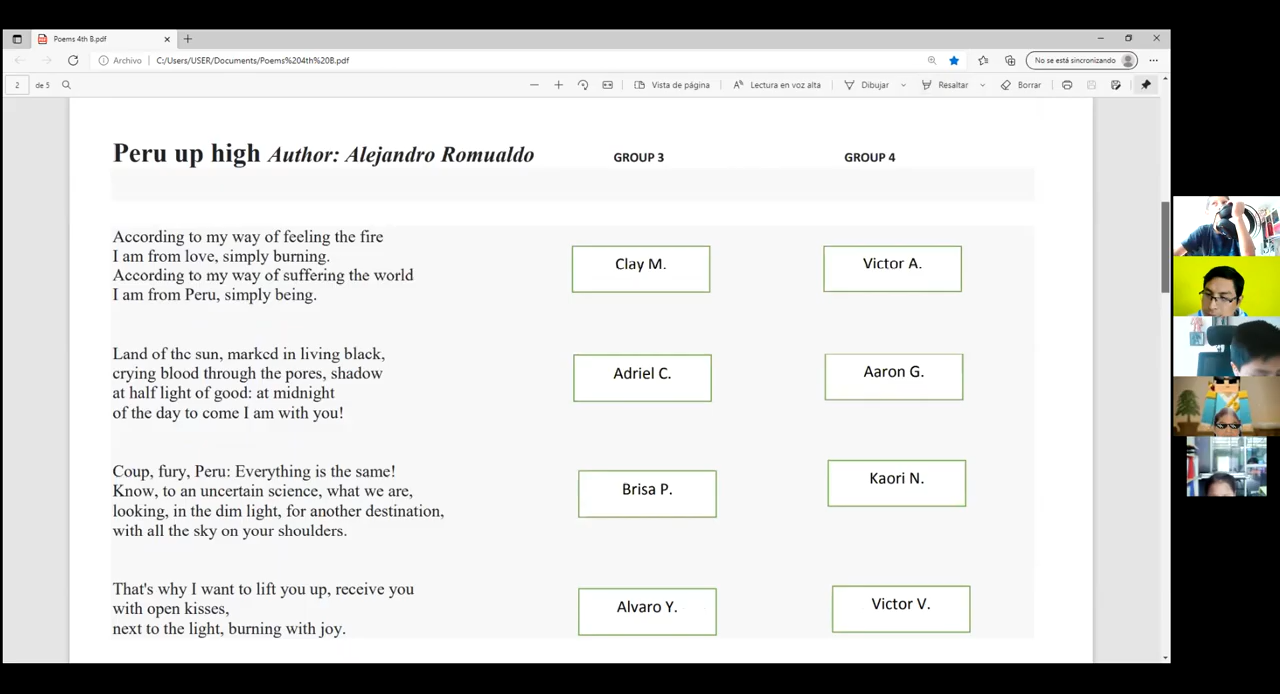 Poems 4th B.pdf
Archivo
C:/Users/USER/Documents/Poems%204th%20B.pdf
No se está sincronizando
2 de 5
Vista de página
Lectura en voz alta
Dibujar
Resaltar
Borrar
Peru up high Author: Alejandro Romualdo
GROUP 3
GROUP 4
According to my way of feeling the fire
I am from love, simply burning.
According to my way of suffering the world
I am from Peru, simply being.
Clay M.
Victor A.
Land of the sun, marked in living black,
crying blood through the pores, shadow
at half light of good: at midnight
of the day to come I am with you!
Adriel C.
Aaron G.
Coup, fury, Peru: Everything is the same!
Know, to an uncertain science, what we are,
looking, in the dim light, for another destination,
with all the sky on your shoulders.
Brisa P.
Kaori N.
That's why I want to lift you up, receive you
with open kisses,
next to the light, burning with joy.
Alvaro Y.
Victor V.